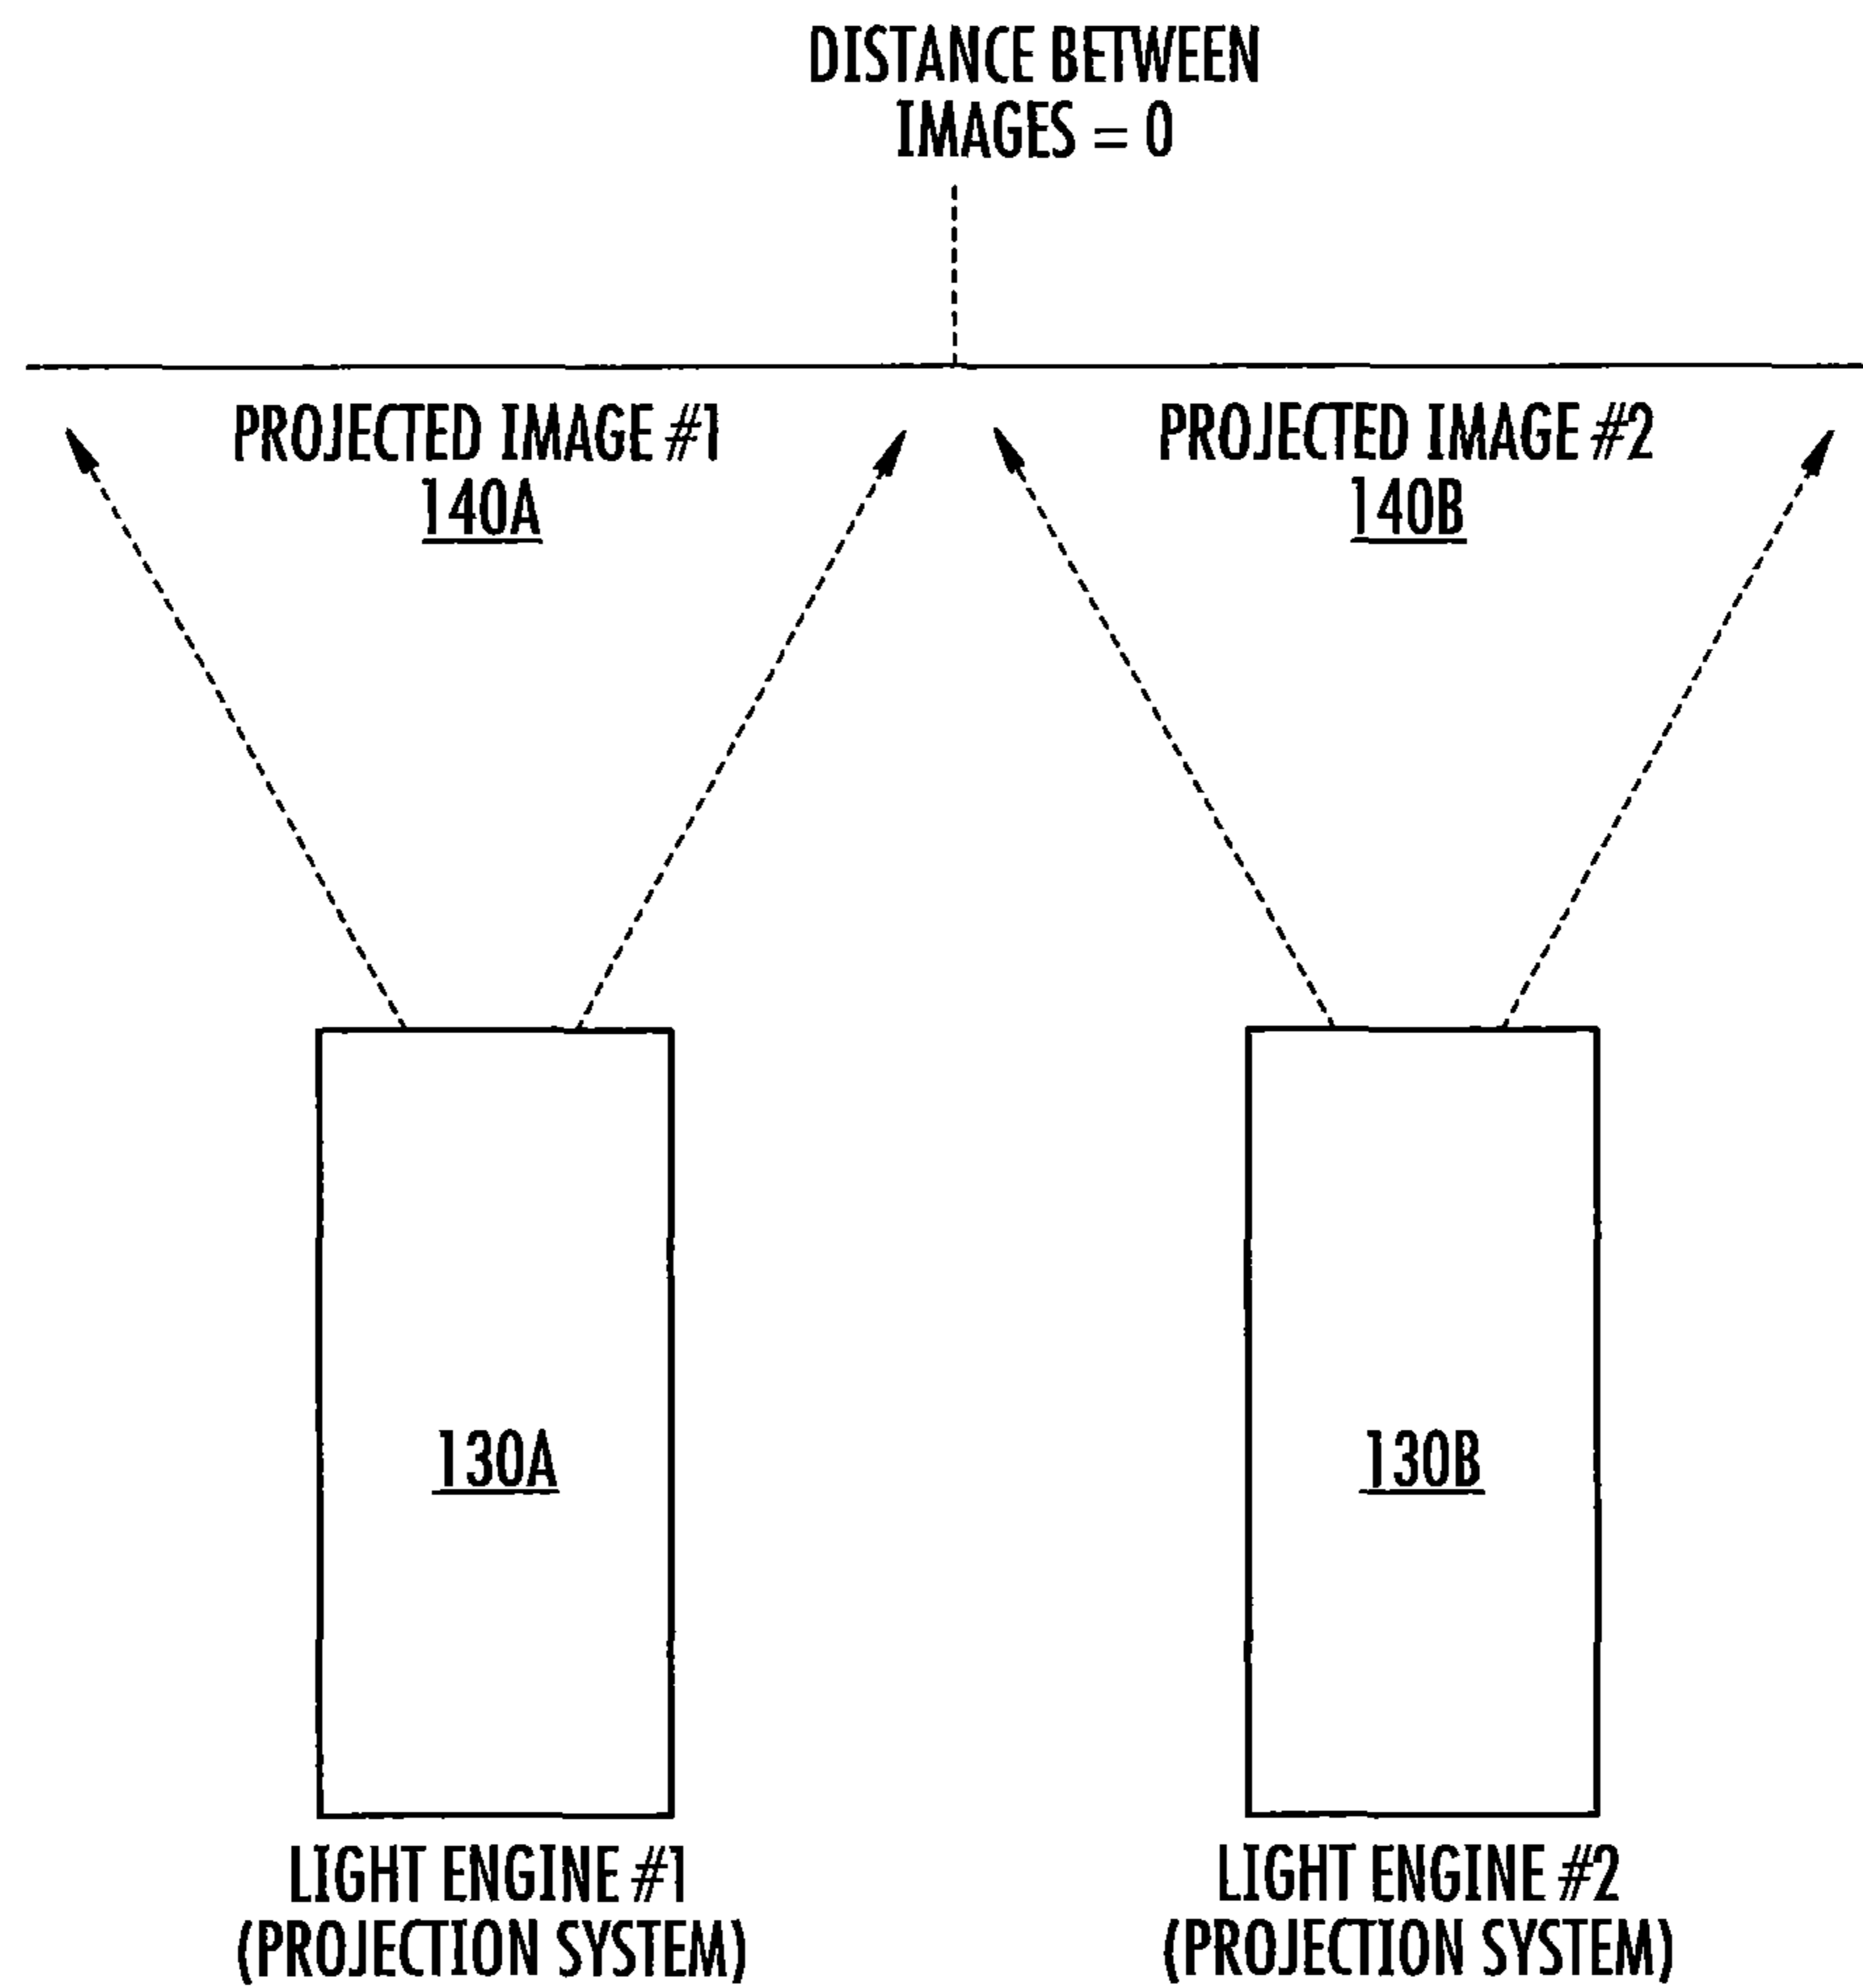 DISTANCE BETWEEN
IMAGES = 0
PROJECTED IMAGE #1
140A
PROJECTED IMAGE #2
140B
130A
130B
LIGHT ENGINE #1
(PROJECTION SYSTEM)
LIGHT ENGINE #2
(PROJECTION SYSTEM)